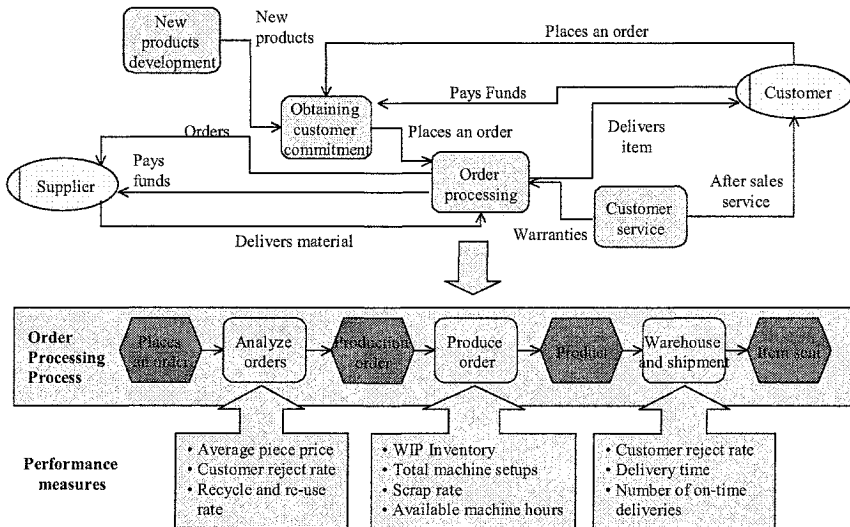 New
products
development
New
products
Places an order
Customer
Pays Funds
Obtaining
customer
commitment
Places an order
Delivers
item
Orders
Pays
funds
Supplier
Order
processing
After sales
service
Customer
service
Warranties
Delivers material
Order
Processing
Process
Places
an order
Analyze
orders
Production
order
Produce
order
Product
Warehouse
and shipment
Item sent
Performance
measures
• Average piece price
• Customer reject rate
• Recycle and re-use
rate
• WIP Inventory
• Total machine setups
• Scrap rate
• Available machine hours
• Customer reject rate
• Delivery time
• Number of on-time
deliveries